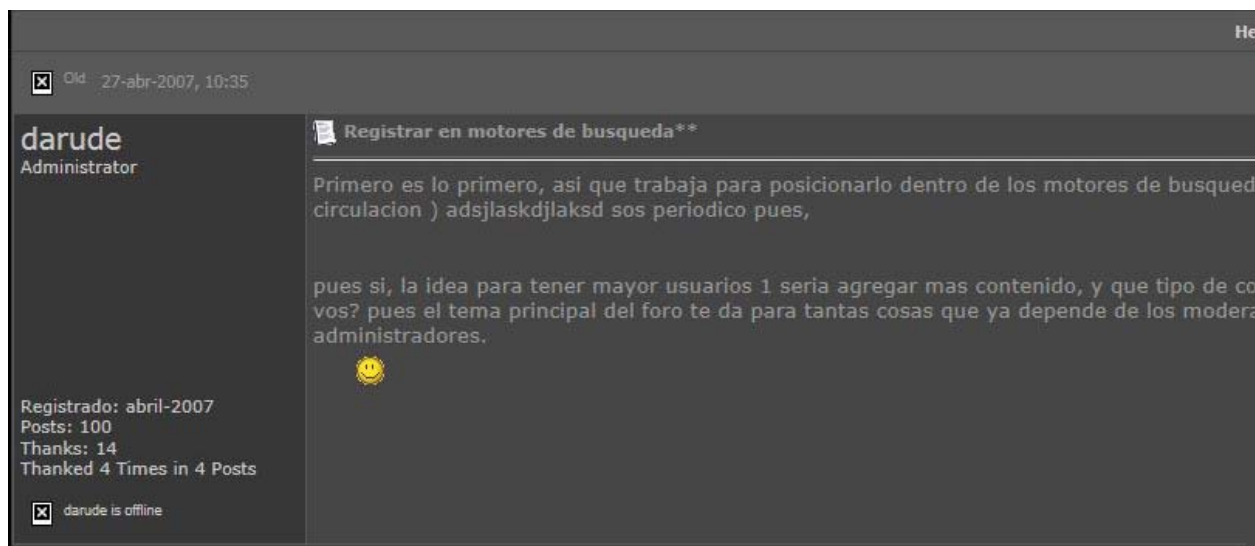 Old 27-abr-2007, 10:35
darude
Administrator
Registrado: abril-2007
Posts: 100
Thanks: 14
Thanked 4 Times in 4 Posts
darude is offline
Registrar en motores de busqueda**
Primero es lo primero, asi que trabaja para posicionarlo dentro de los motores de busqued
circulacion ) adsjlaskdjlaksd sos periodico pues,
pues si, la idea para tener mayor usuarios 1 seria agregar mas contenido, y que tipo de co
vos? pues el tema principal del foro te da para tantas cosas que ya depende de los modera
administradores.